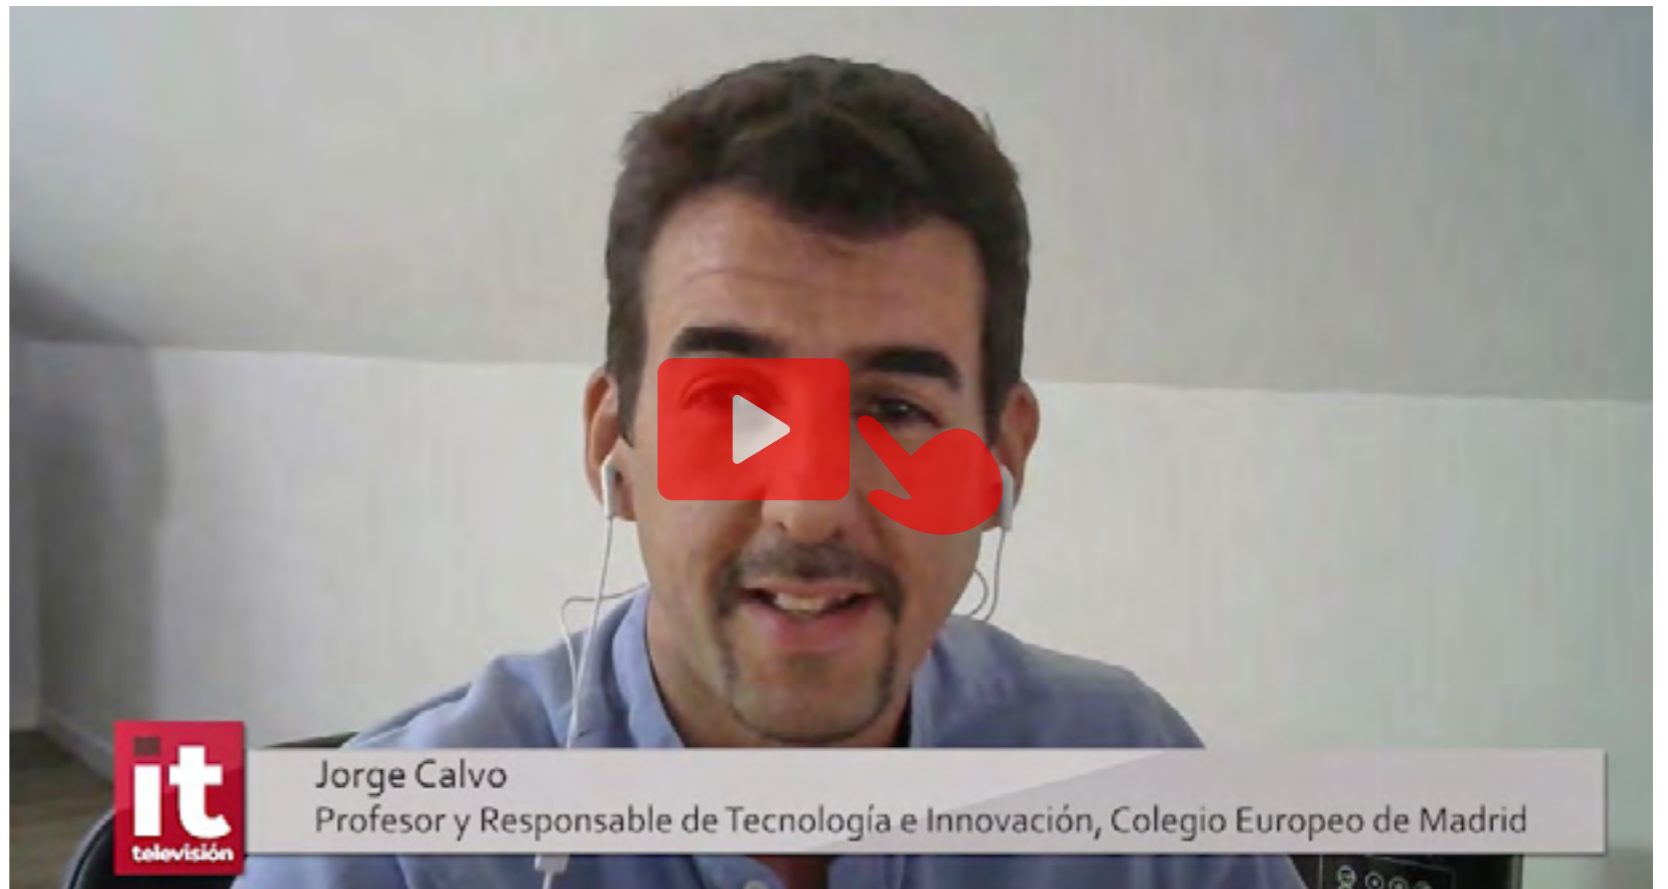 Jorge Calvo
Profesor y Responsable de Tecnología e Innovación, Colegio Europeo de Madrid
it
televisión